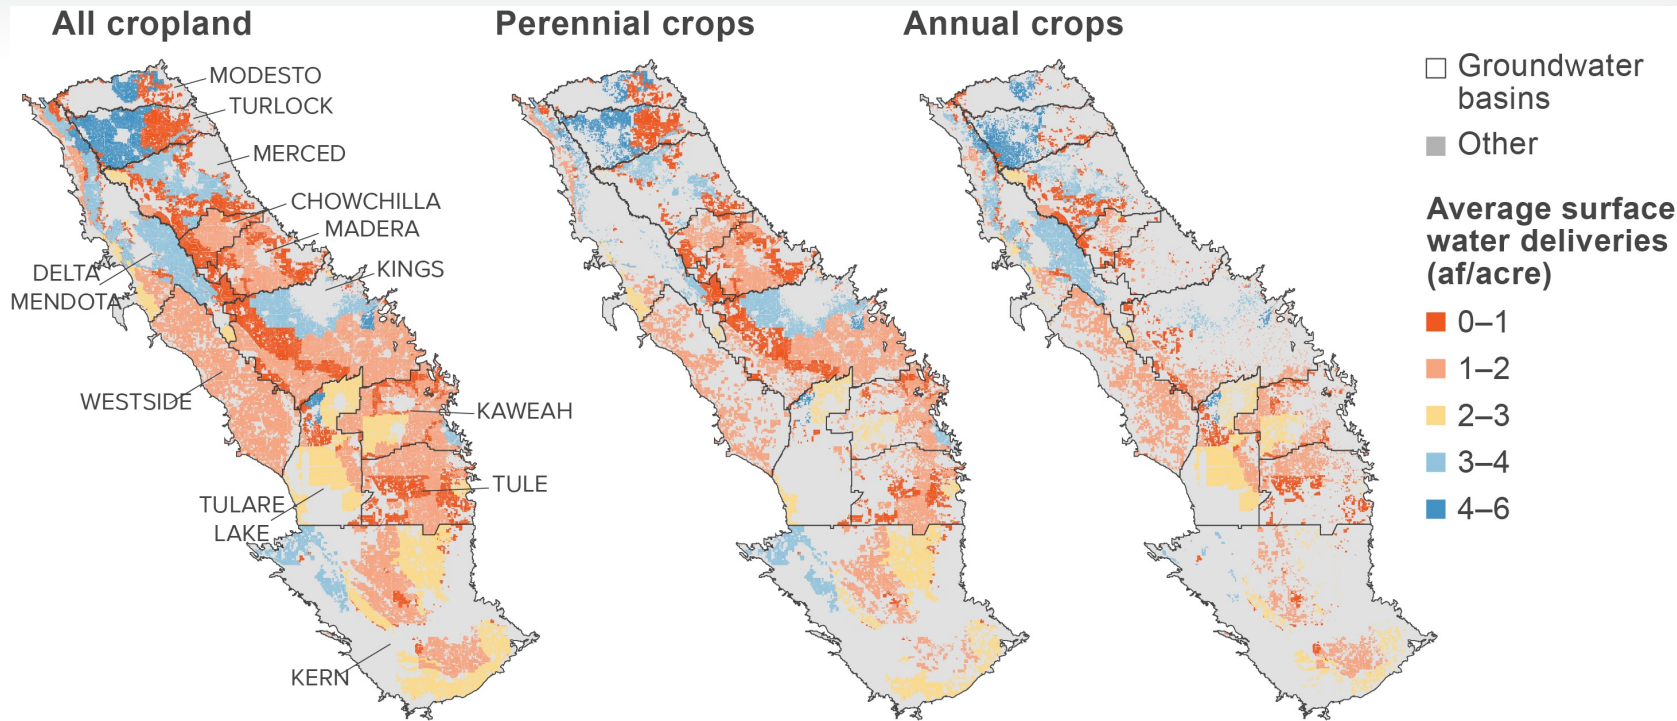 All cropland
Perennial crops
Annual crops
MODESTO
TURLOCK
MERCED
CHOWCHILLA
MADERA
KINGS
DELTA
MENDOTA
WESTSIDE
KAWEAH
TULE
TULARE
LAKE
KERN
Groundwater
basins
Other
Average surface
water deliveries
(af/acre)
0–1
1–2
2–3
3–4
4–6